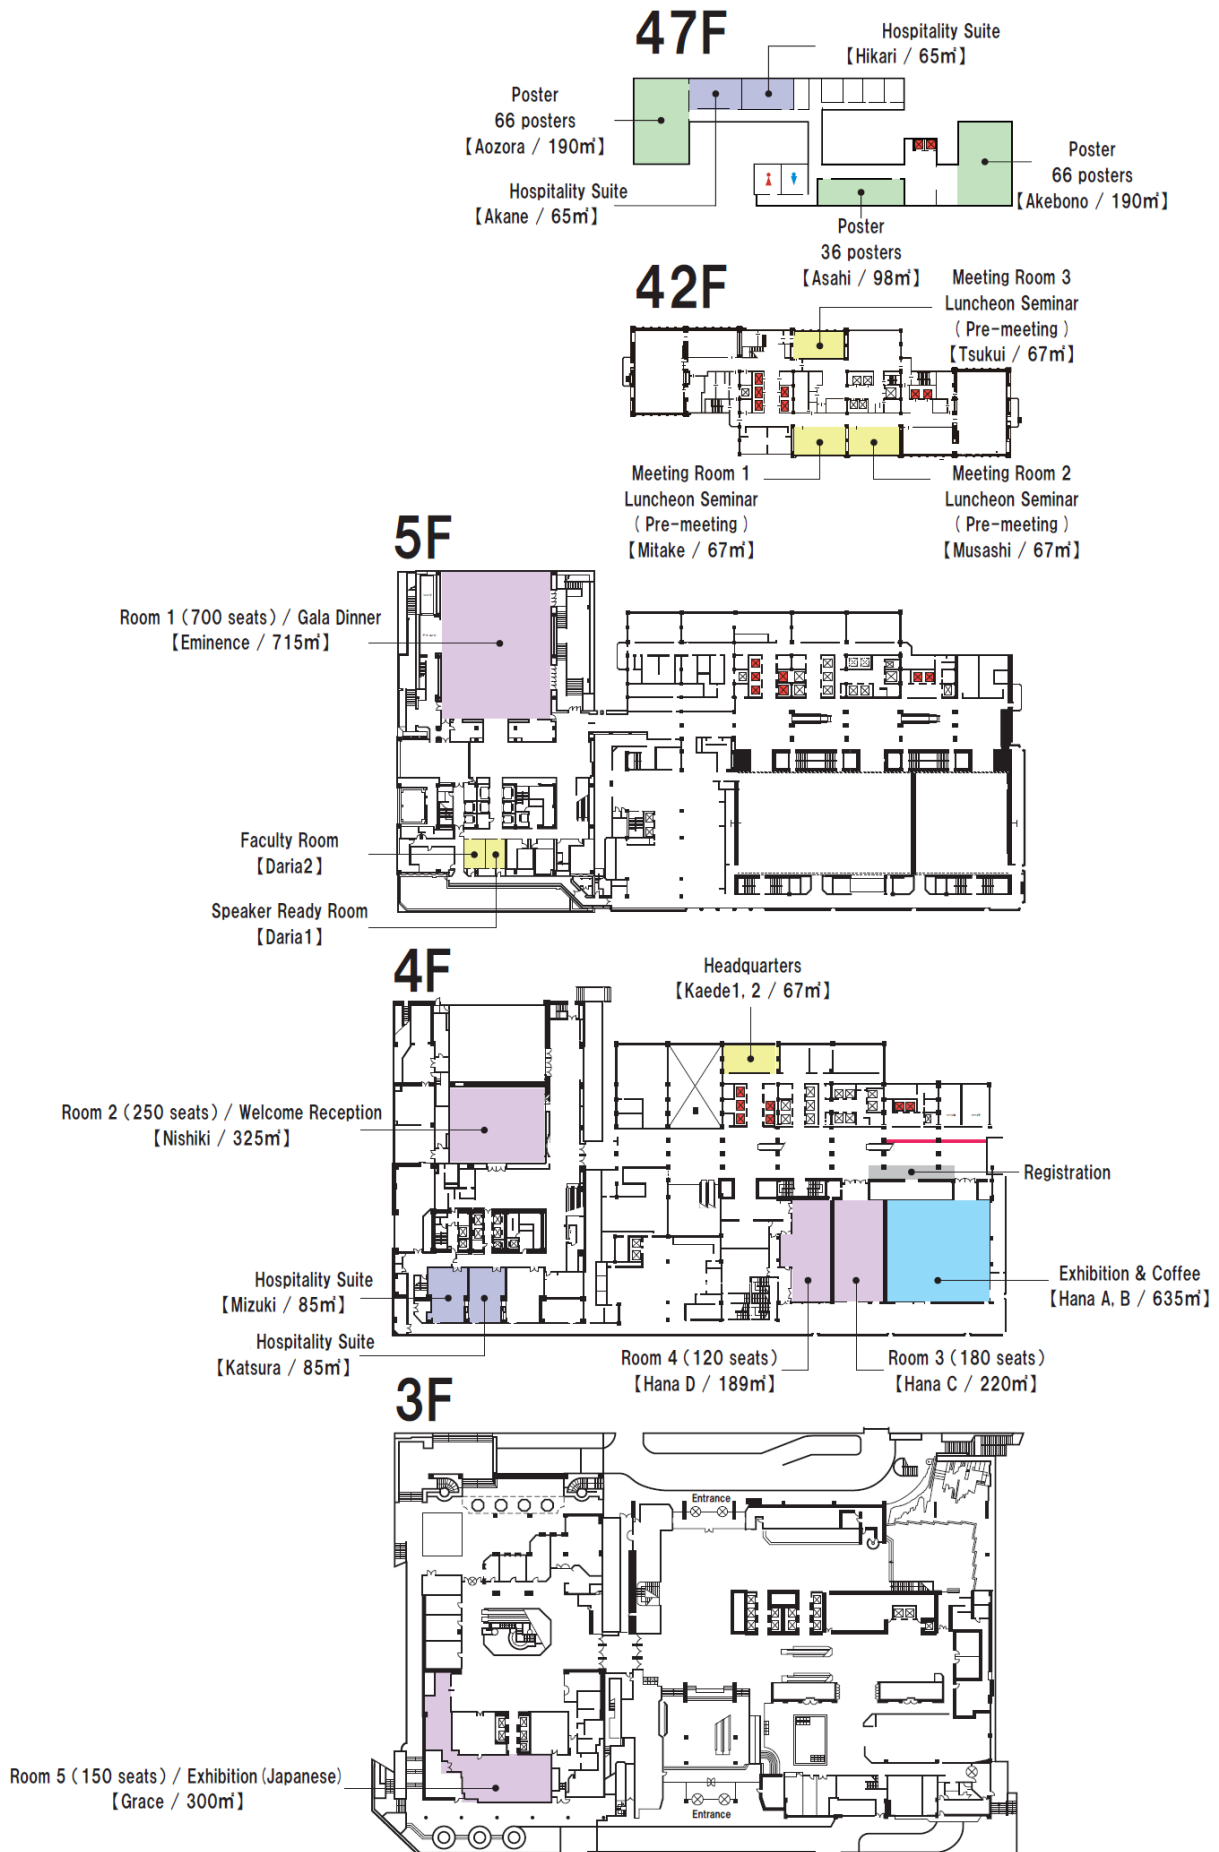 47F
Hospitality Suite
【Hikari / 65㎡】
Poster
66 posters
【Aozora / 190㎡】
Hospitality Suite
【Akane / 65㎡】
Poster
66 posters
【Akebono / 190㎡】
Poster
36 posters
【Asahi / 98㎡】
42F
Meeting Room 3
Luncheon Seminar
( Pre-meeting )
【Tsukui / 67㎡】
Meeting Room 1
Luncheon Seminar
( Pre-meeting )
【Mitake / 67㎡】
Meeting Room 2
Luncheon Seminar
( Pre-meeting )
【Musashi / 67㎡】
5F
Room 1 ( 700 seats ) / Gala Dinner
【Eminence / 715㎡】
Faculty Room
【Daria2】
Speaker Ready Room
【Daria1】
4F
Headquarters
【Kaede1, 2 / 67㎡】
Room 2 ( 250 seats ) / Welcome Reception
【Nishiki / 325㎡】
Registration
Hospitality Suite
【Mizuki / 85㎡】
Hospitality Suite
【Katsura / 85㎡】
Exhibition & Coffee
【Hana A, B / 635㎡】
Room 4 ( 120 seats )
【Hana D / 189㎡】
Room 3 ( 180 seats )
【Hana C / 220㎡】
3F
Entrance
Room 5 ( 150 seats ) / Exhibition (Japanese)
【Grace / 300㎡】
Entrance